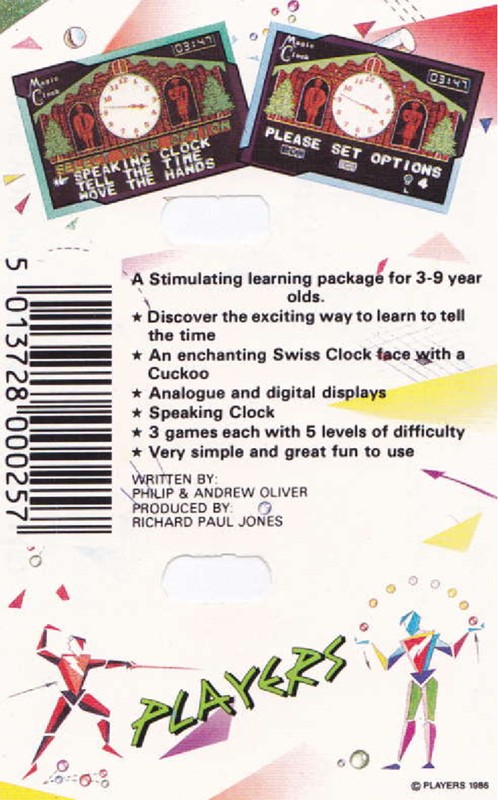 Magic
Clock
03:47
SPEAKING CLOCK
TELL THE TIME
MOVE THE HANDS
Magic
Clock
03:47
PLEASE SET OPTIONS
4
A Stimulating learning package for 3-9 year
olds.
★ Discover the exciting way to learn to tell
the time
★ An enchanting Swiss Clock face with a
Cuckoo
★ Analogue and digital displays
★ Speaking Clock
★ 3 games each with 5 levels of difficulty
★ Very simple and great fun to use
WRITTEN BY:
PHILIP & ANDREW OLIVER
PRODUCED BY:
RICHARD PAUL JONES
5 013728 000257
PLAYERS
© PLAYERS 1986